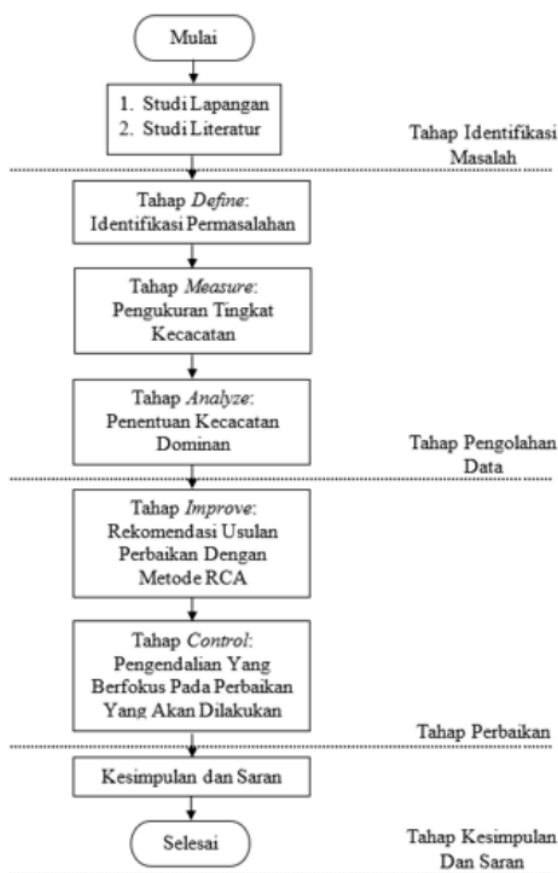 Mulai
1. Studi Lapangan
2. Studi Literatur
Tahap Identifikasi
Masalah
Tahap Define:
Identifikasi Permasalahan
Tahap Measure:
Pengukuran Tingkat
Kecacatan
Tahap Analyze:
Penentuan Kecacatan
Dominan
Tahap Pengolahan
Data
Tahap Improve:
Rekomendasi Usulan
Perbaikan Dengan
Metode RCA
Tahap Control:
Pengendalian Yang
Berfokus Pada Perbaikan
Yang Akan Dilakukan
Tahap Perbaikan
Kesimpulan dan Saran
Selesai
Tahap Kesimpulan
Dan Saran